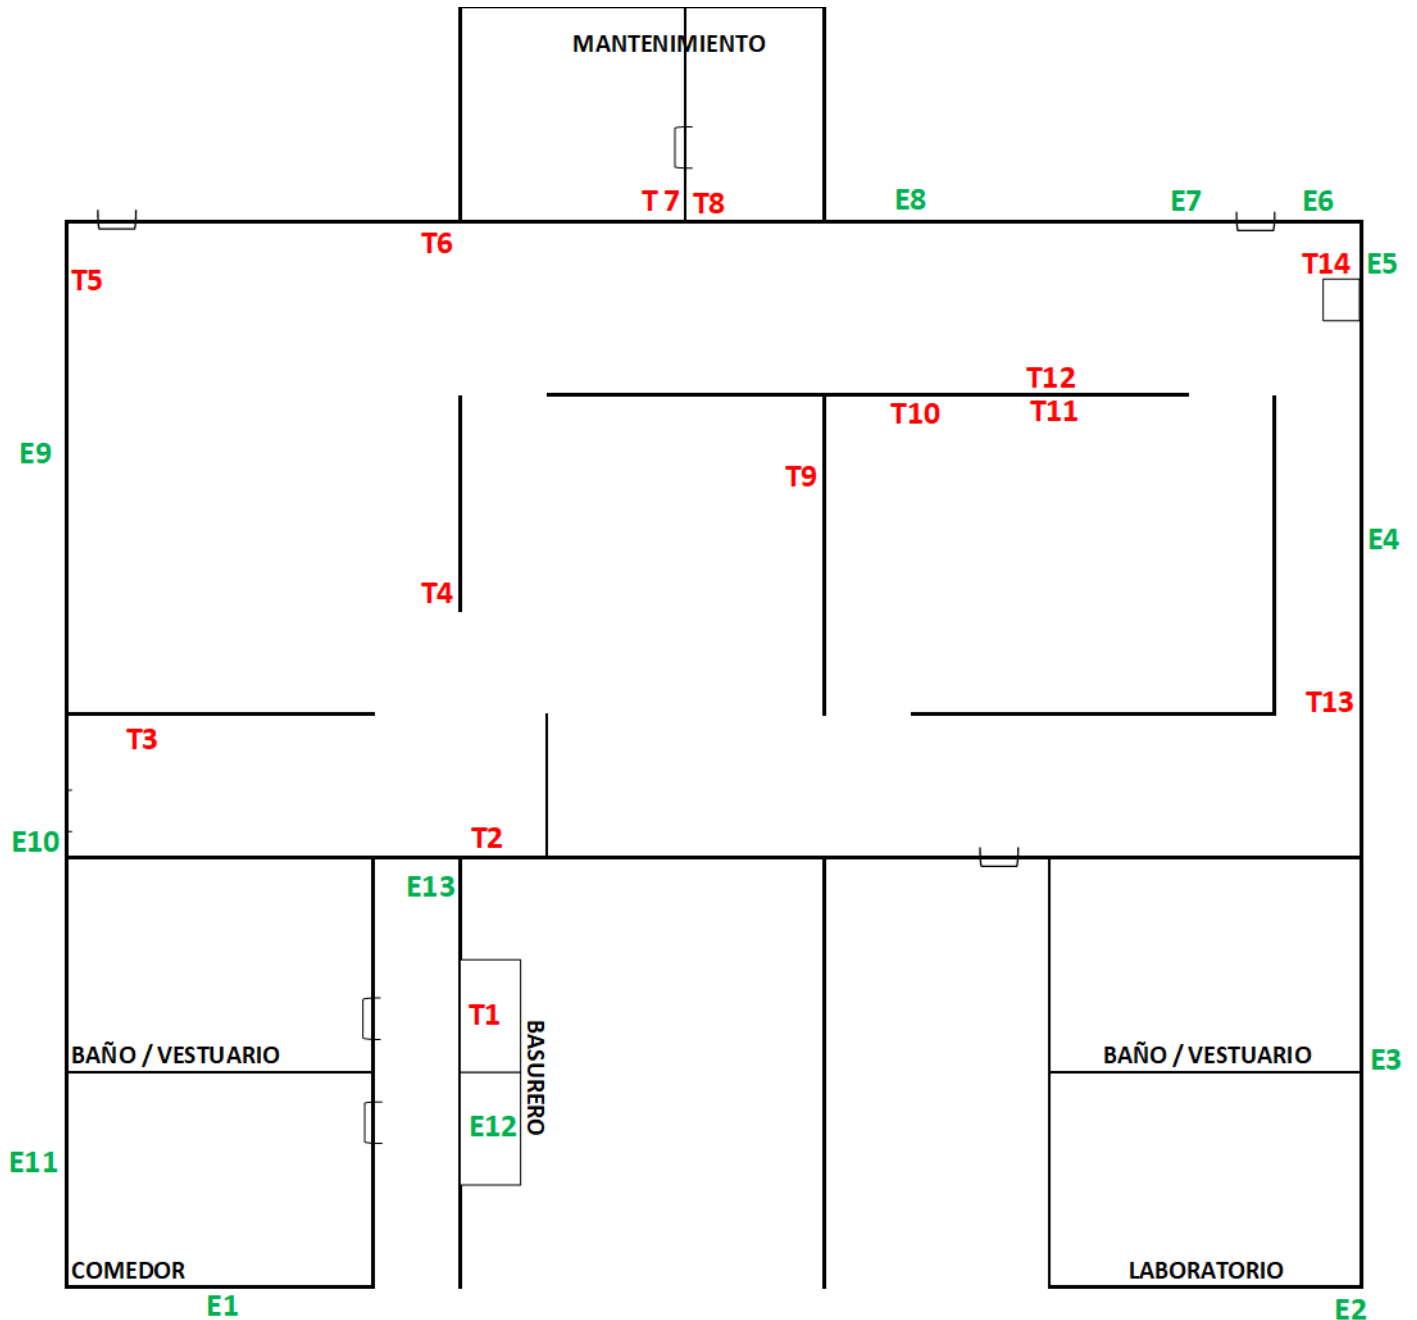 MANTENIMIENTO
T 7 T8 E8 E7 E6
T6
T5 T14 E5
T12
T10 T11
E9 T9
E4
T4
T13
T3
E10 T2
E13
T1
BASURERO
BAÑO / VESTUARIO BAÑO / VESTUARIO E3
E12
E11
COMEDOR LABORATORIO
E1 E2